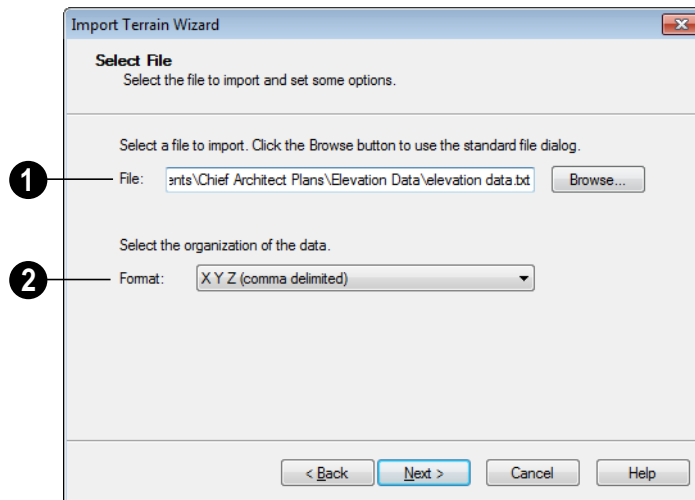 Import Terrain Wizard
Select File
Select the file to import and set some options.
Select a file to import. Click the Browse button to use the standard file dialog.
1
File: ents\Chief Architect Plans\Elevation Data\elevation data.txt Browse...
Select the organization of the data.
2
Format: X Y Z (comma delimited)
< Back Next > Cancel Help